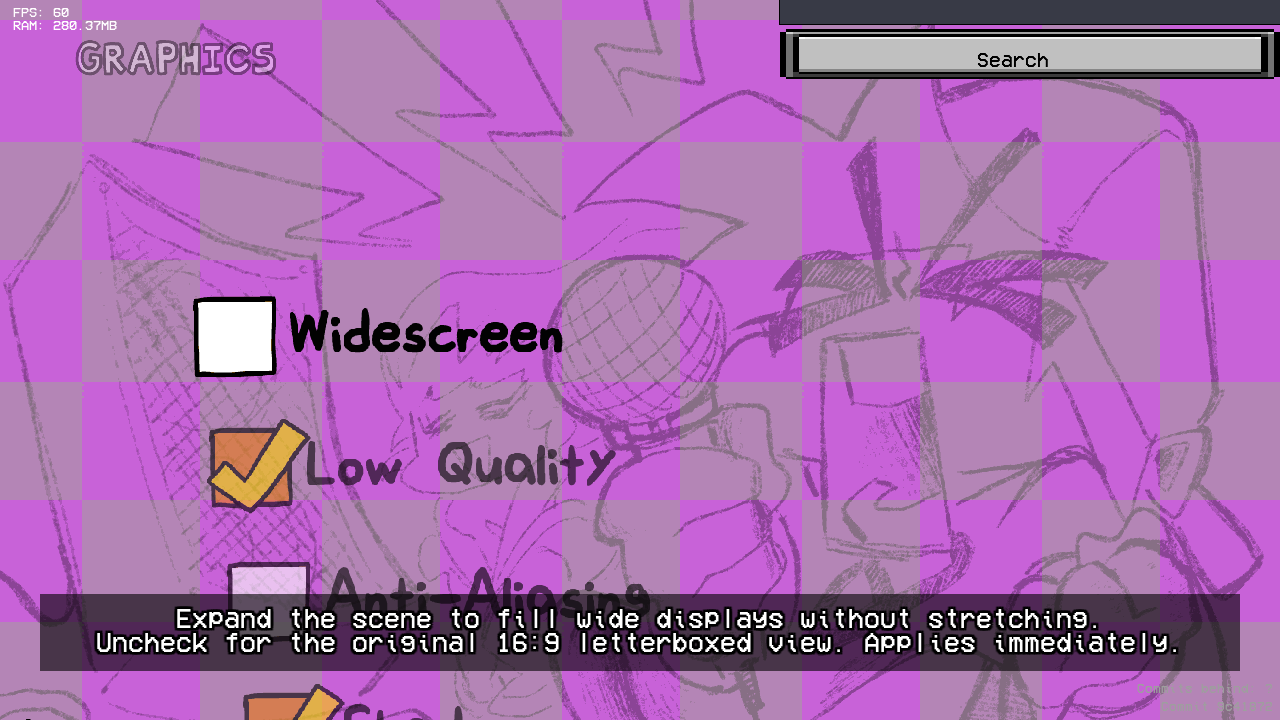 FPS: 60
RAM: 280.37MB
GRAPHICS
Search
Widescreen
Low Quality
Anti-Aliasing
Expand the scene to fill wide displays without stretching.
Uncheck for the original 16:9 letterboxed view. Applies immediately.